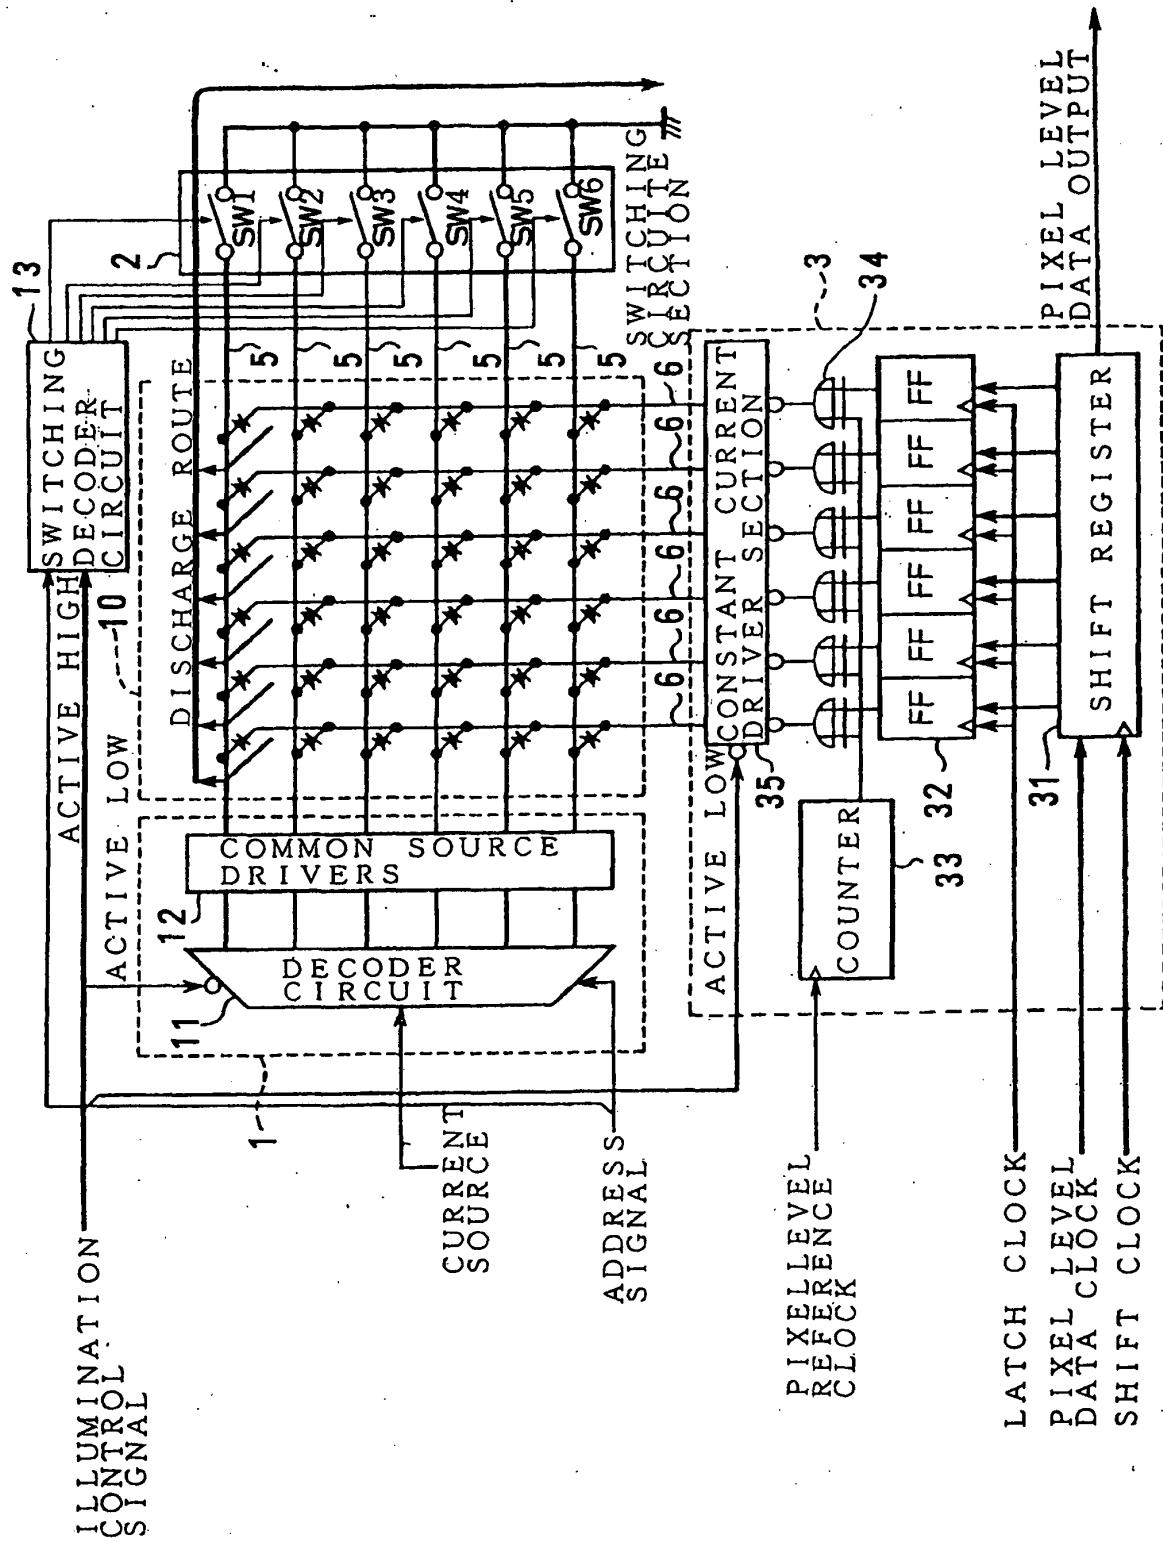 ILLUMINATION
CONTROL
SIGNAL
ACTIVE HIGH
ACTIVE LOW
SWITCHING
DECODER
CIRCUIT
13
10
DISCHARGE ROUTE
2
SW1
SW2
SW3
SW4
SW5
SW6
5
5
5
5
5
5
SWITCHING
CIRCUITE
SECTION
1
11
DECODER
CIRCUIT
12
COMMON SOURCE
DRIVERS
CURRENT
SOURCE
ADDRESS
SIGNAL
6
6
6
6
6
6
ACTIVE LOW
CONSTANT CURRENT
DRIVER SECTION
35
3
34
PIXEL LEVEL
REFERENCE
CLOCK
COUNTER
33
32
FF
FF
FF
FF
FF
FF
31
SHIFT REGISTER
LATCH CLOCK
PIXEL LEVEL
DATA CLOCK
SHIFT CLOCK
PIXEL LEVEL
DATA OUTPUT